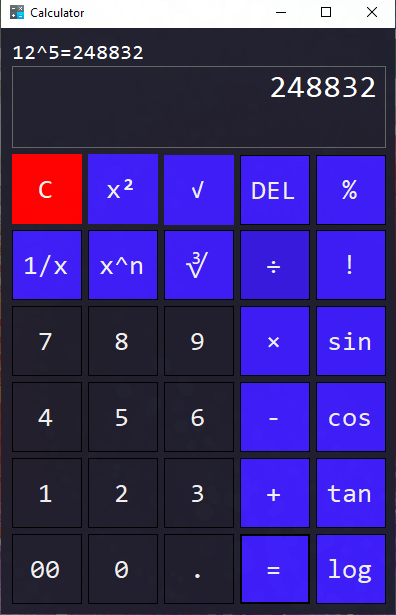 Calculator
12^5=248832
248832
C x² √ DEL %
1/x x^n ∛ ÷ !
7 8 9 × sin
4 5 6 - cos
1 2 3 + tan
00 0 . = log